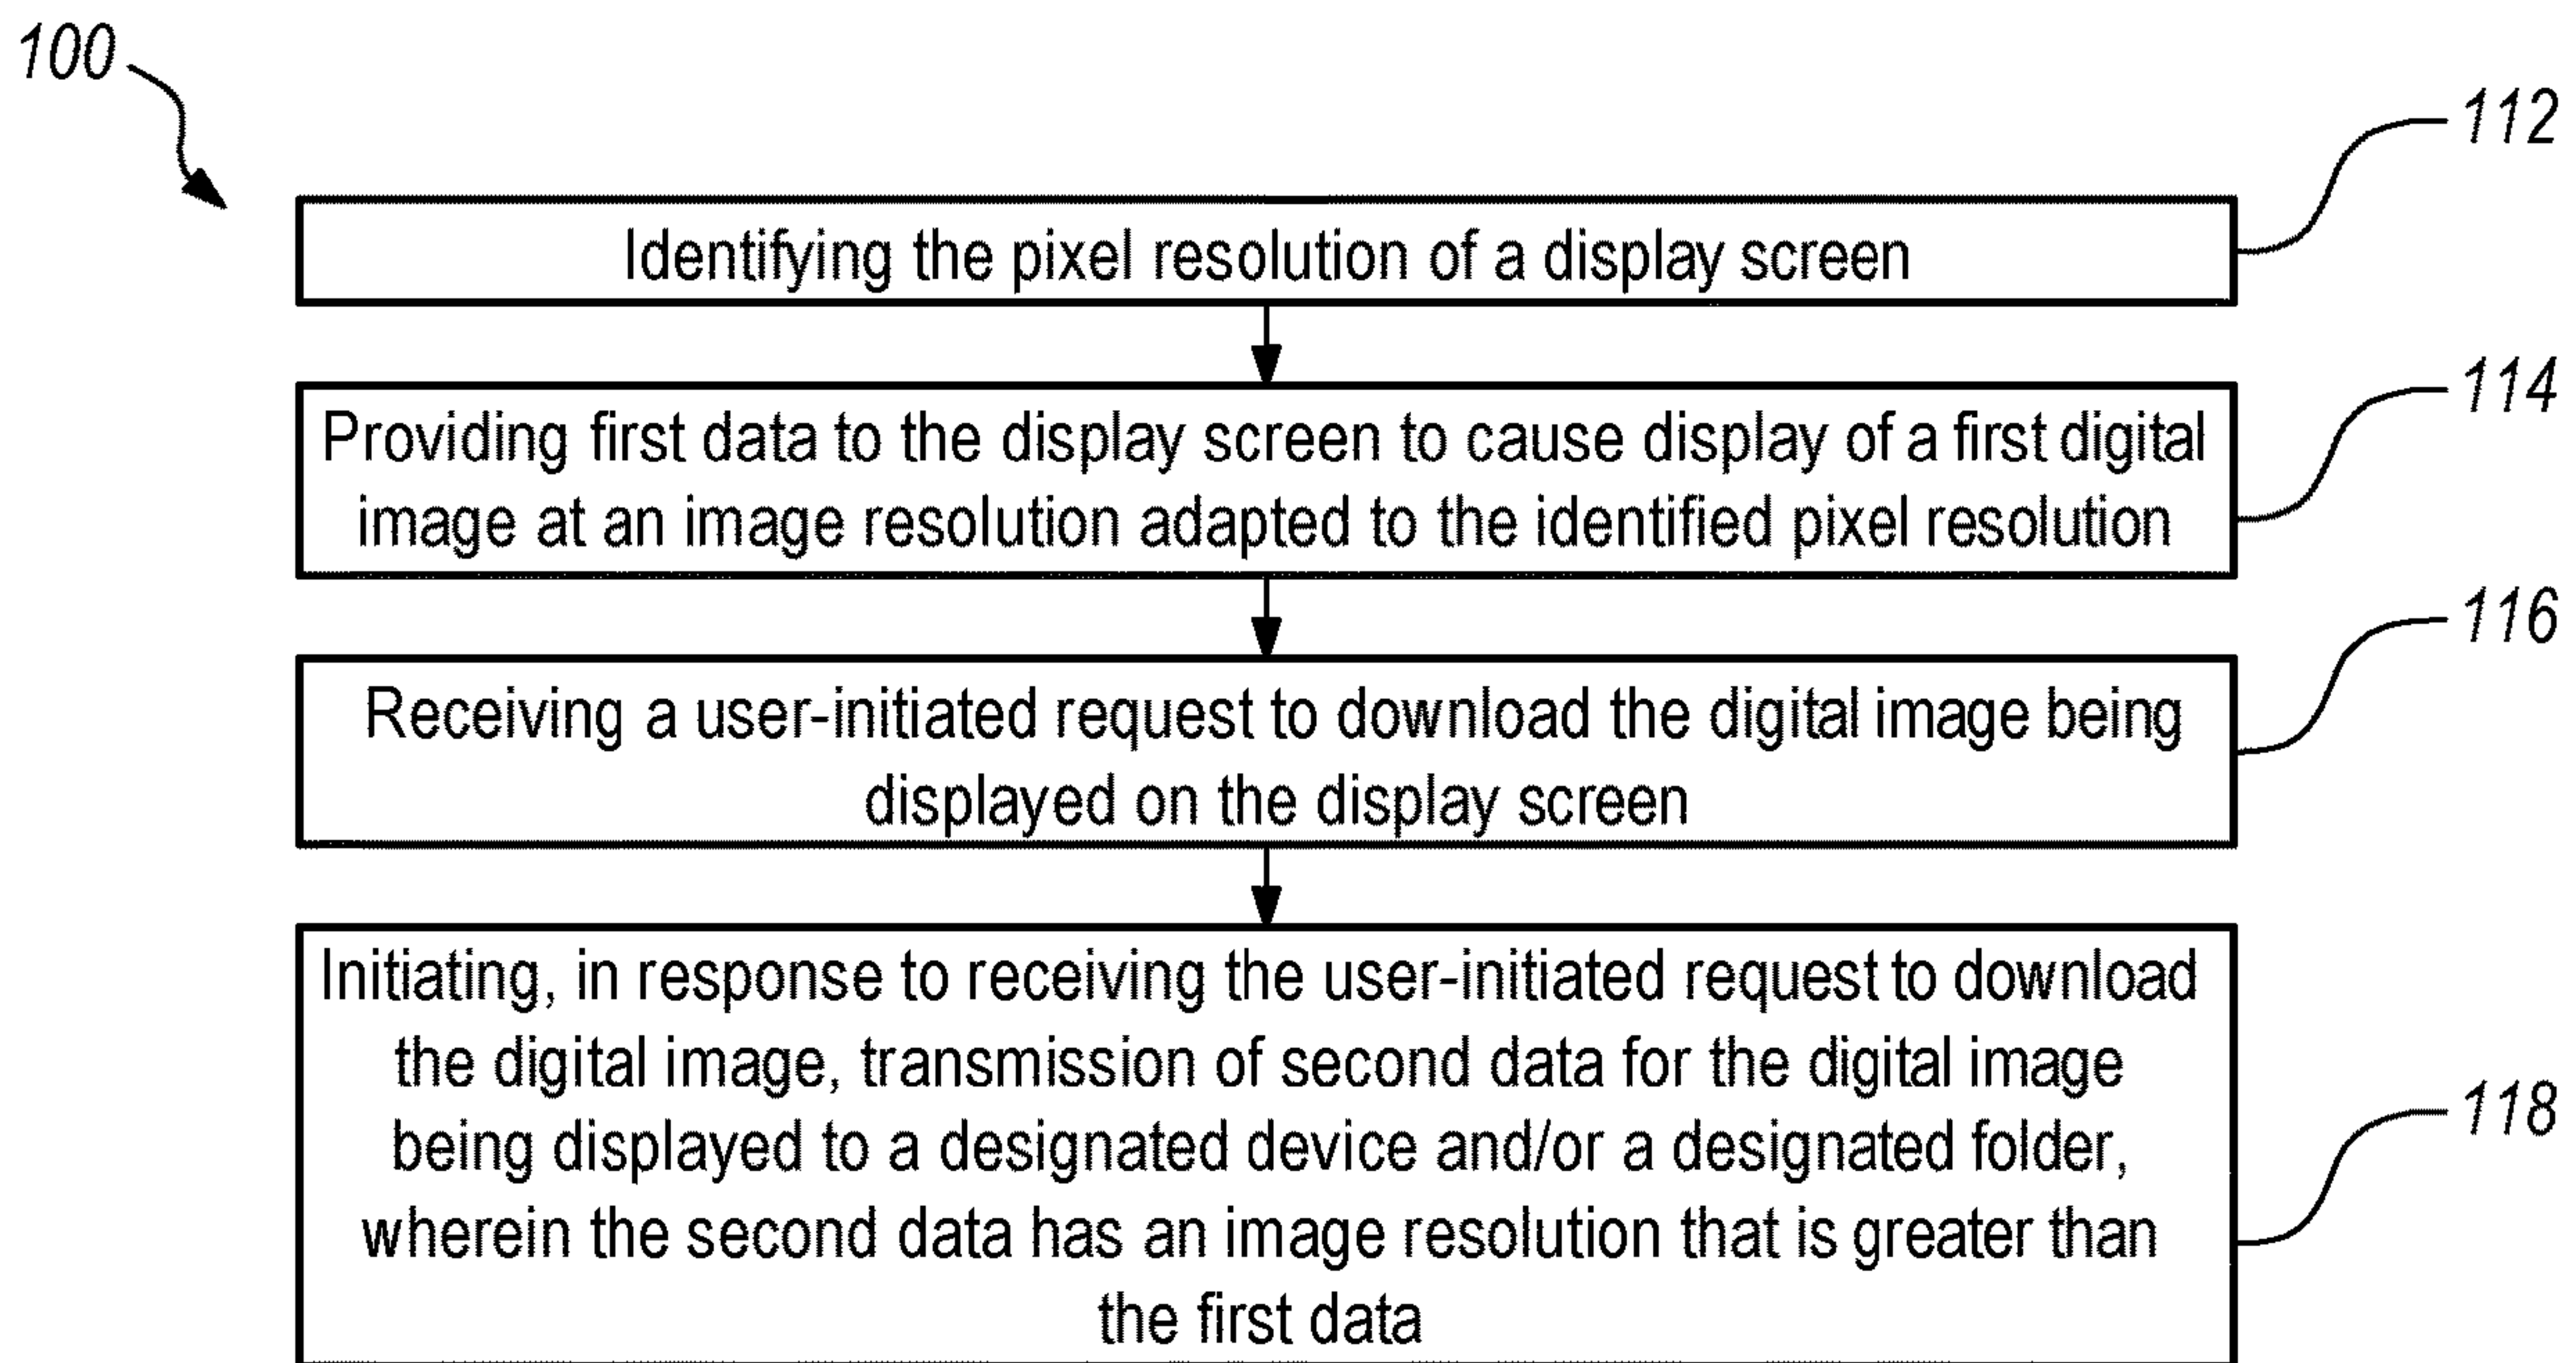 100
112
Identifying the pixel resolution of a display screen
114
Providing first data to the display screen to cause display of a first digital
image at an image resolution adapted to the identified pixel resolution
116
Receiving a user-initiated request to download the digital image being
displayed on the display screen
Initiating, in response to receiving the user-initiated request to download
the digital image, transmission of second data for the digital image
118
being displayed to a designated device and/or a designated folder,
wherein the second data has an image resolution that is greater than
the first data